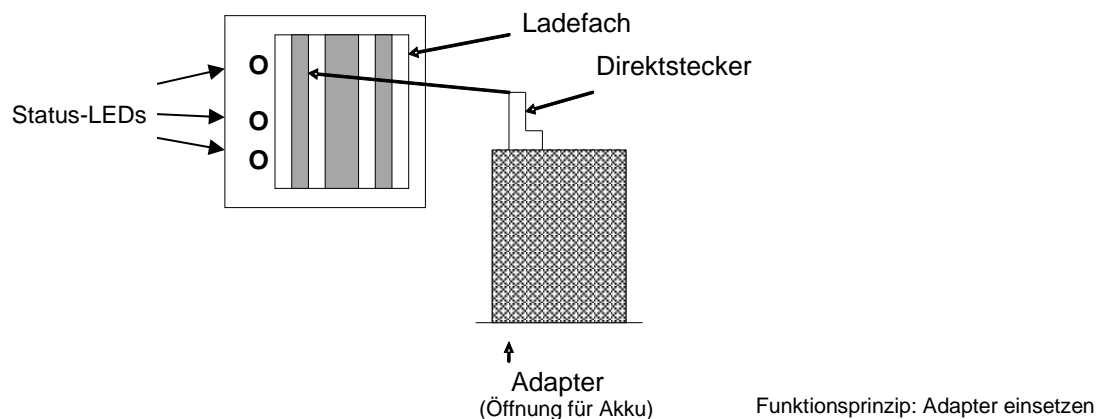 Ladefach
Direktstecker
Status-LEDs
Adapter
(Öffnung für Akku)
Funktionsprinzip: Adapter einsetzen